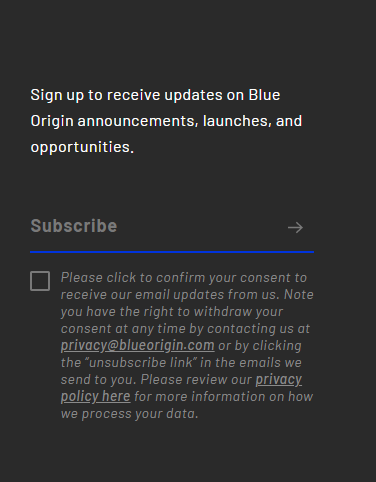 Sign up to receive updates on Blue
Origin announcements, launches, and
opportunities.
Subscribe
Please click to confirm your consent to
receive our email updates from us. Note
you have the right to withdraw your
consent at any time by contacting us at
privacy@blueorigin.com or by clicking
the “unsubscribe link” in the emails we
send to you. Please review our privacy
policy here for more information on how
we process your data.